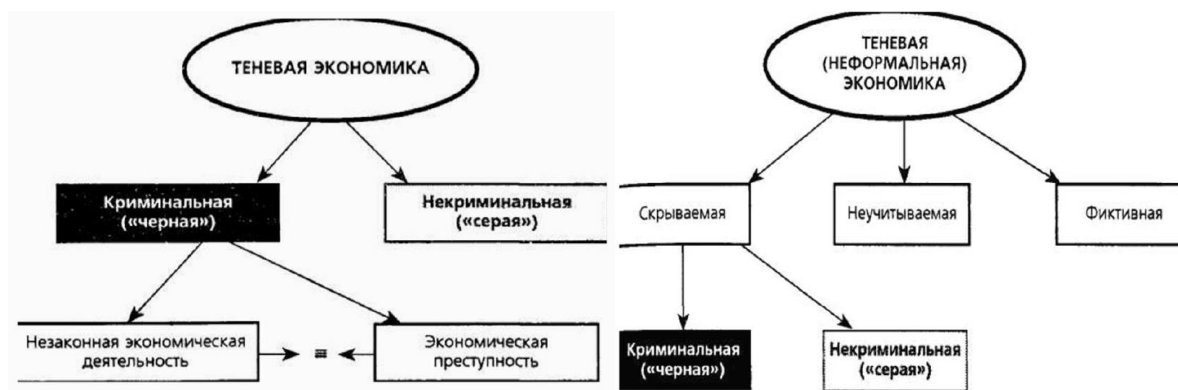 ТЕНЕВАЯ ЭКОНОМИКА
Криминальная
(«черная»)
Некриминальная
(«серая»)
Незаконная экономическая
деятельность
≡
Экономическая
преступность
ТЕНЕВАЯ
(НЕФОРМАЛЬНАЯ)
ЭКОНОМИКА
Скрываемая
Неучитываемая
Фиктивная
Криминальная
(«черная»)
Некриминальная
(«серая»)